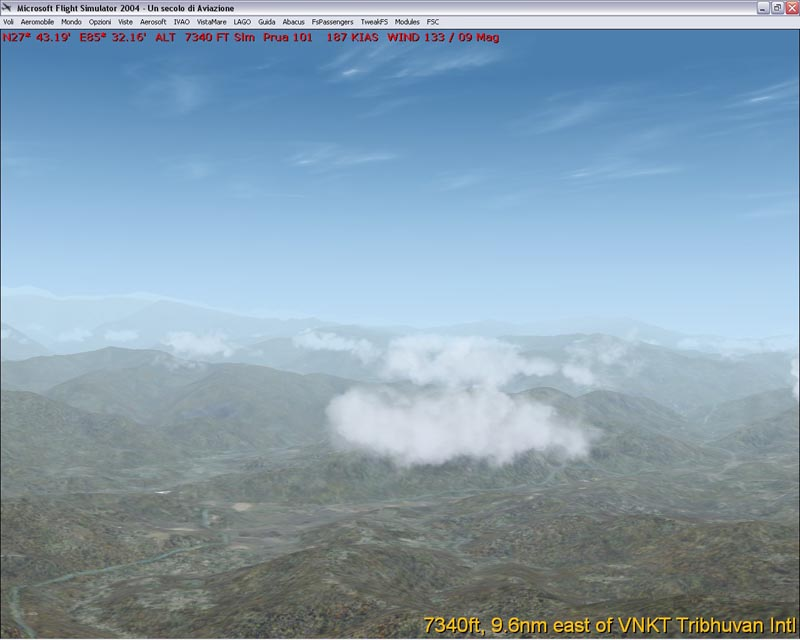 Microsoft Flight Simulator 2004 - Un secolo di Aviazione
Voli Aeromobile Mondo Opzioni Viste Aerosoft IVAO VistaMare LAGO Guida Abacus FsPassengers TweakFS Modules FSC
N27* 43.19' E85* 32.16' ALT 7340 FT Slm Prua 101 187 KIAS WIND 133 / 09 Mag
7340ft, 9.6nm east of VNKT Tribhuvan Intl